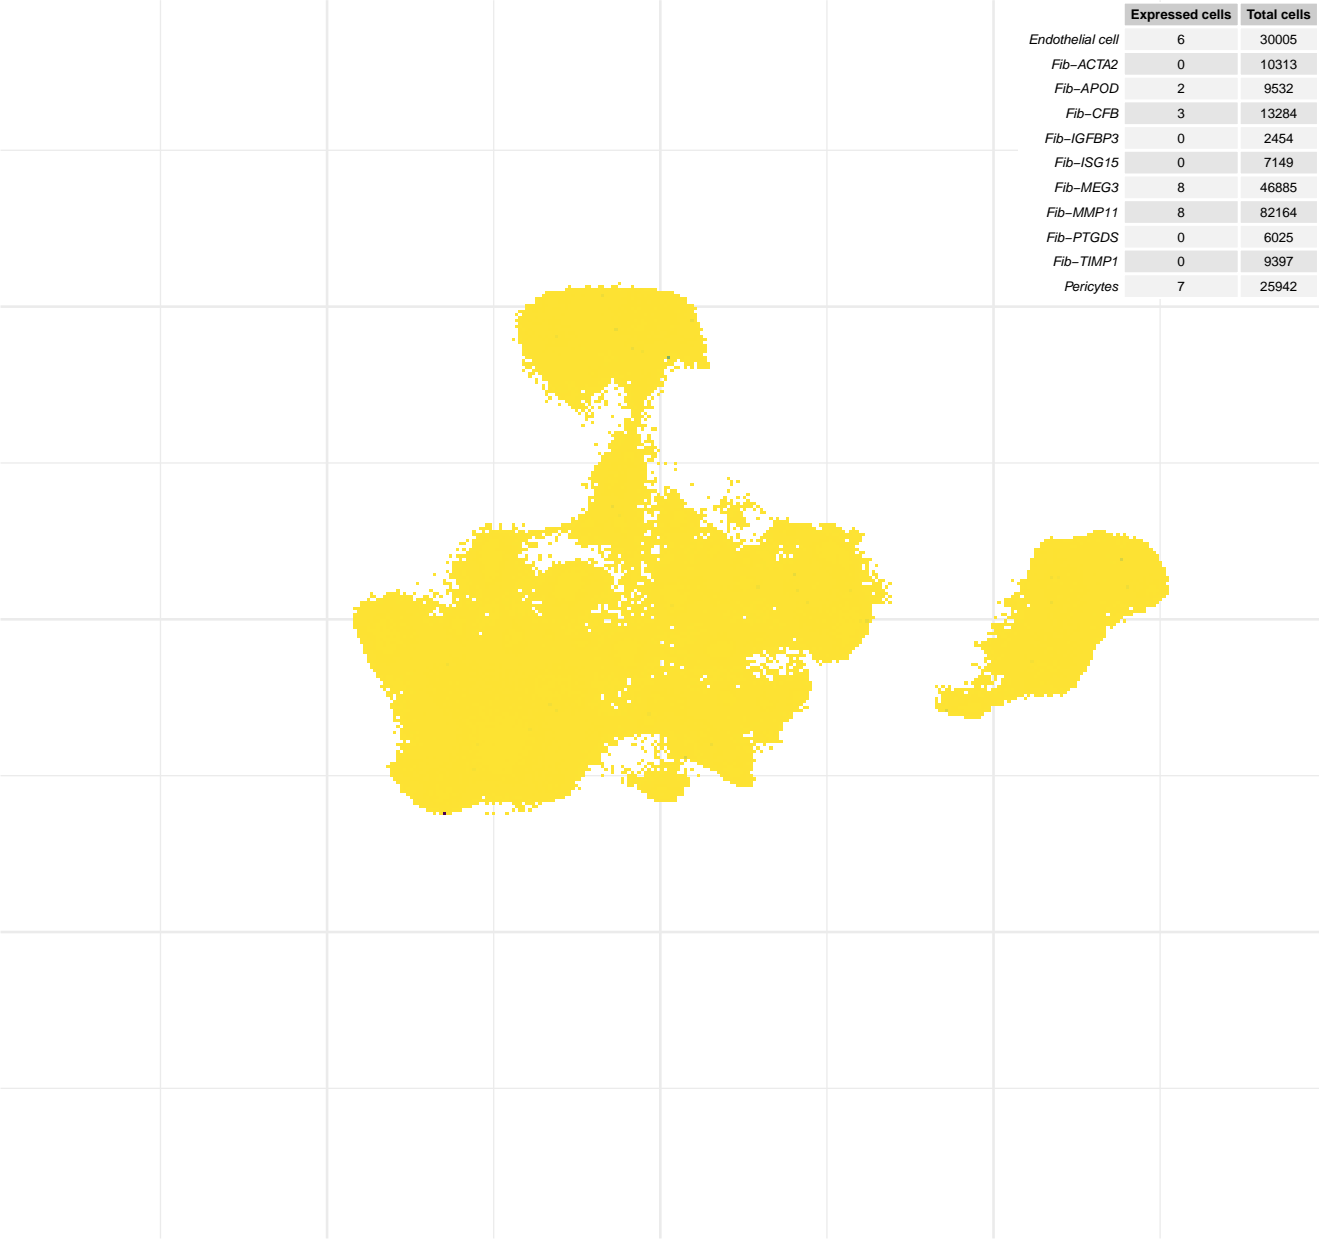 Expressed cells Total cells
Endothelial cell 6 30005
Fib−ACTA2 0 10313
Fib−APOD 2 9532
Fib−CFB 3 13284
Fib−IGFBP3 0 2454
Fib−ISG15 0 7149
Fib−MEG3 8 46885
Fib−MMP11 8 82164
Fib−PTGDS 0 6025
Fib−TIMP1 0 9397
Pericytes 7 25942